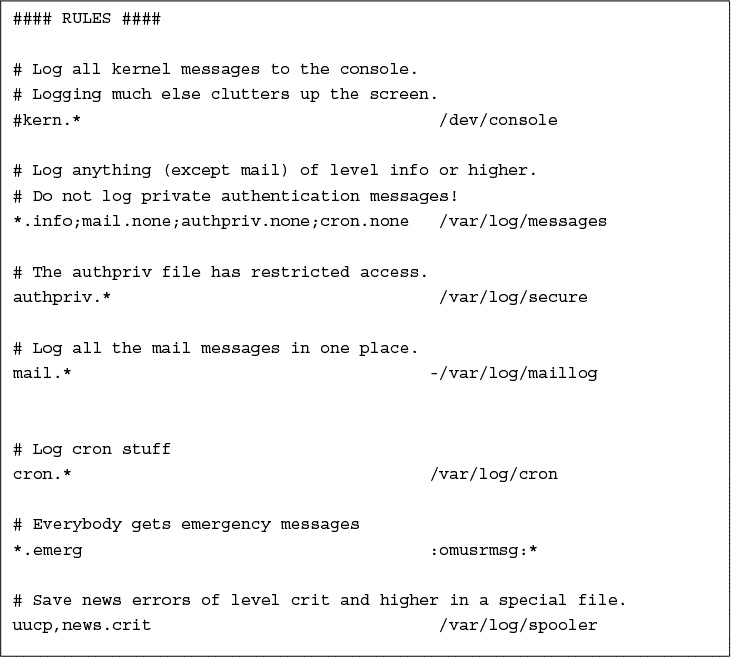 #### RULES ####
# Log all kernel messages to the console.
# Logging much else clutters up the screen.
#kern.* /dev/console
# Log anything (except mail) of level info or higher.
# Do not log private authentication messages!
*.info;mail.none;authpriv.none;cron.none /var/log/messages
# The authpriv file has restricted access.
authpriv.* /var/log/secure
# Log all the mail messages in one place.
mail.* -/var/log/maillog
# Log cron stuff
cron.* /var/log/cron
# Everybody gets emergency messages
*.emerg :omusrmsg:*
# Save news errors of level crit and higher in a special file.
uucp,news.crit /var/log/spooler